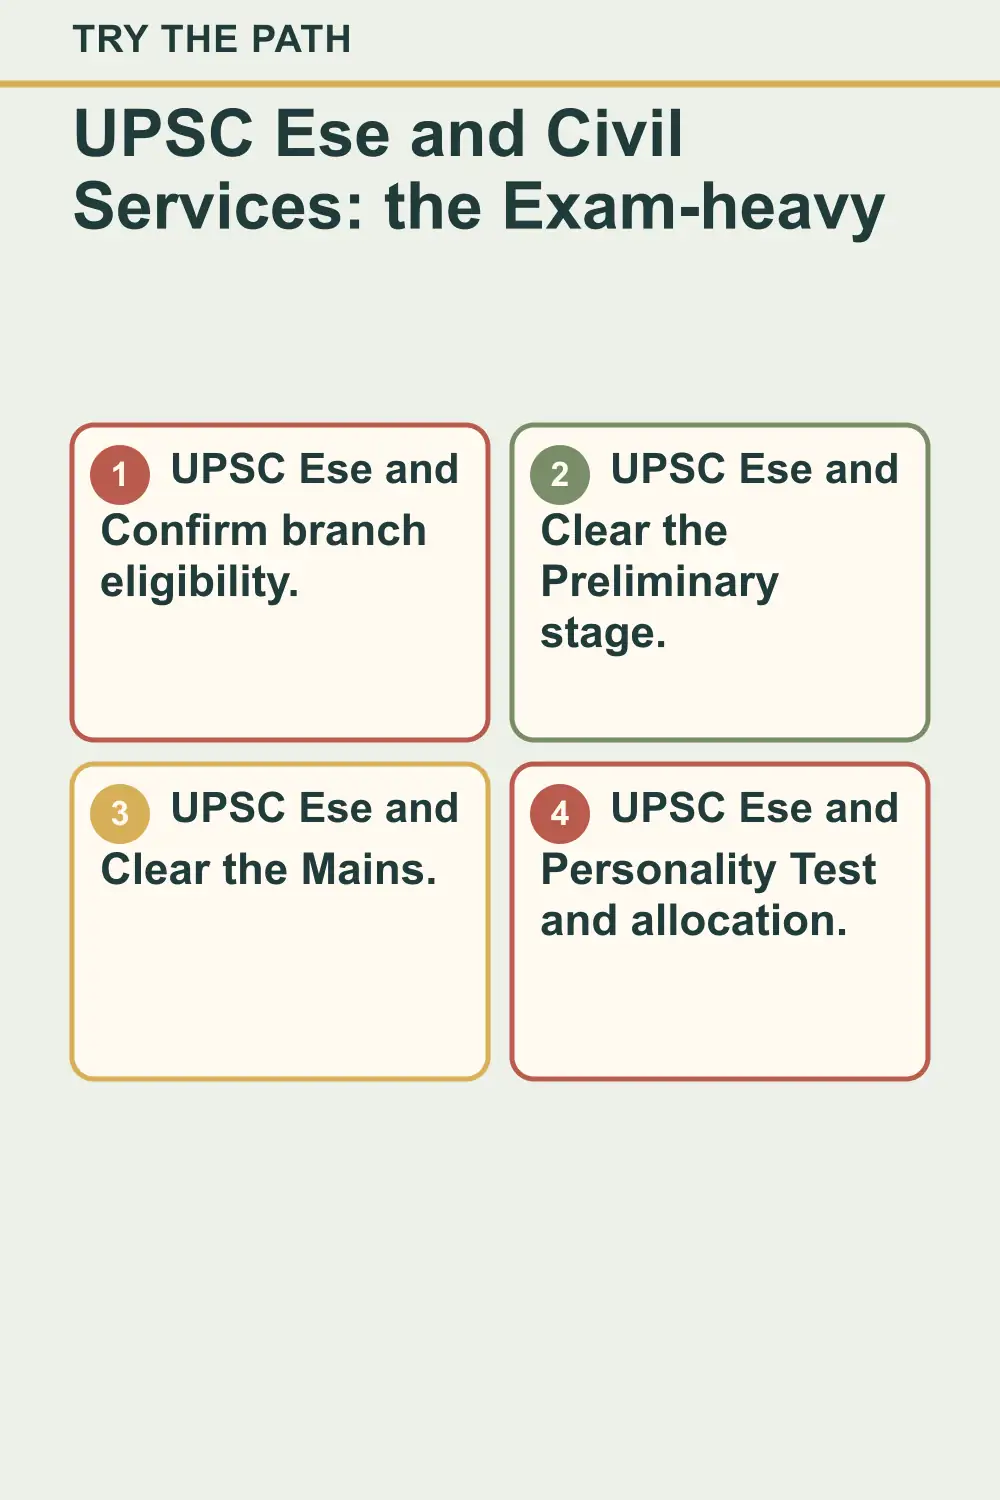 TRY THE PATH
UPSC Ese and Civil
Services: the Exam-heavy
1 UPSC Ese and
Confirm branch
eligibility.
2 UPSC Ese and
Clear the
Preliminary
stage.
3 UPSC Ese and
Clear the Mains.
4 UPSC Ese and
Personality Test
and allocation.